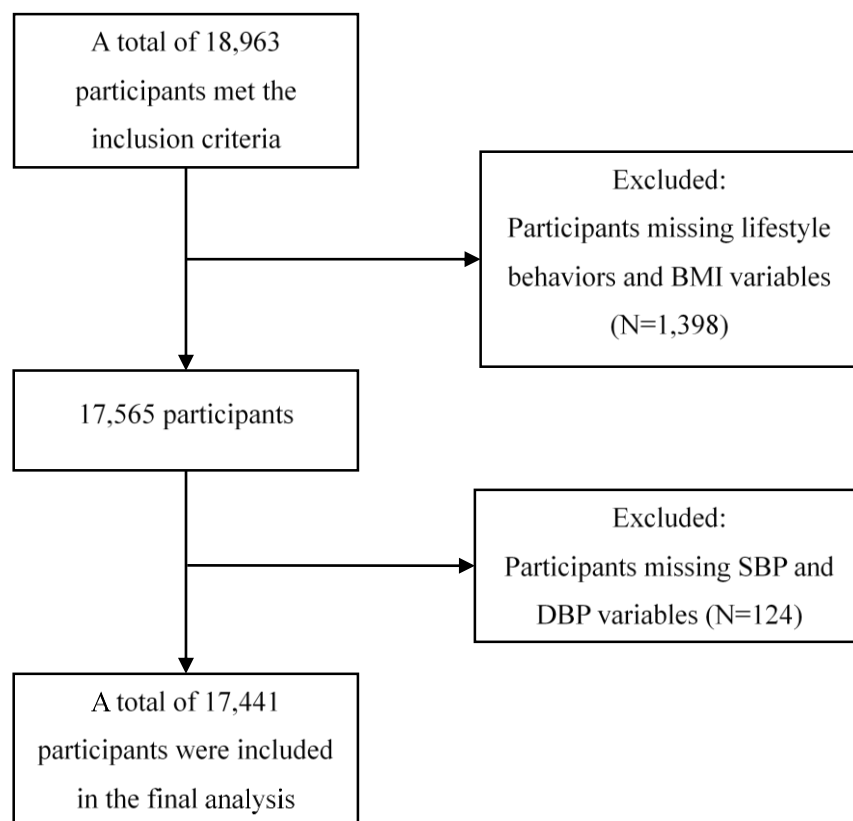 A total of 18,963
participants met the
inclusion criteria
Excluded:
Participants missing lifestyle
behaviors and BMI variables
(N=1,398)
17,565 participants
Excluded:
Participants missing SBP and
DBP variables (N=124)
A total of 17,441
participants were included
in the final analysis